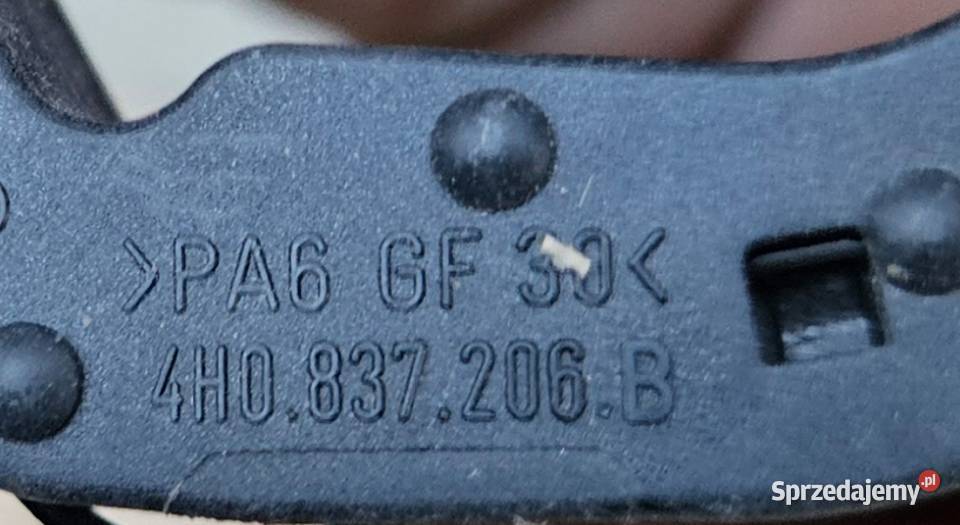 >PA6 GF 30<
4H0.837.206.B
Sprzedajemy.pl